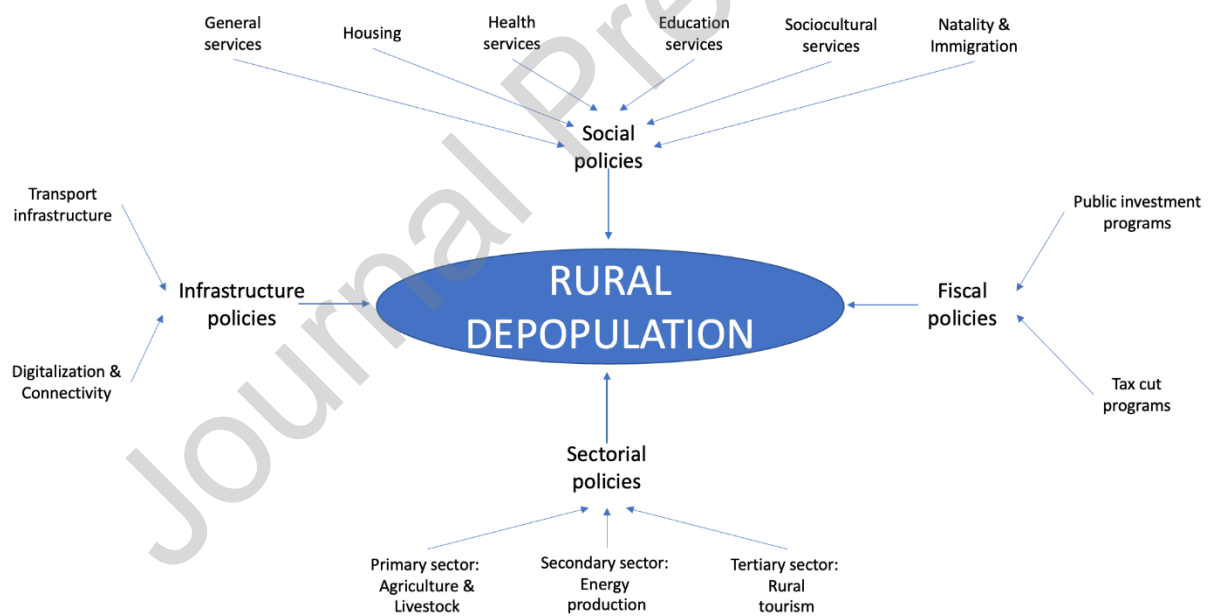 General
services
Housing
Health
services
Education
services
Sociocultural
services
Natality &
Immigration
Social
policies
Transport
infrastructure
Public investment
programs
Infrastructure
policies
RURAL
DEPOPULATION
Fiscal
policies
Digitalization &
Connectivity
Tax cut
programs
Sectorial
policies
Primary sector:
Agriculture &
Livestock
Secondary sector:
Energy
production
Tertiary sector:
Rural
tourism
Journal Pre